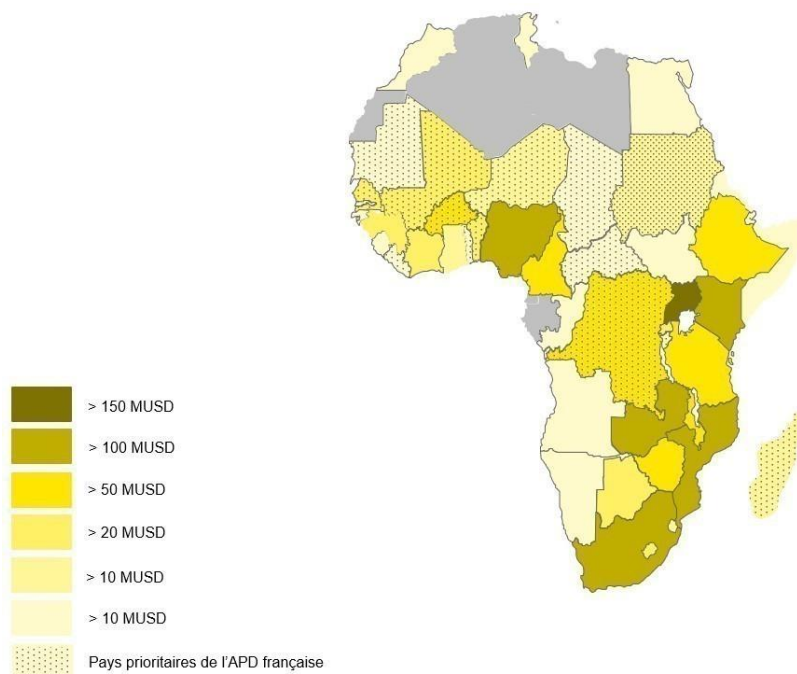 > 150 MUSD
> 100 MUSD
> 50 MUSD
> 20 MUSD
> 10 MUSD
> 10 MUSD
Pays prioritaires de l'APD française